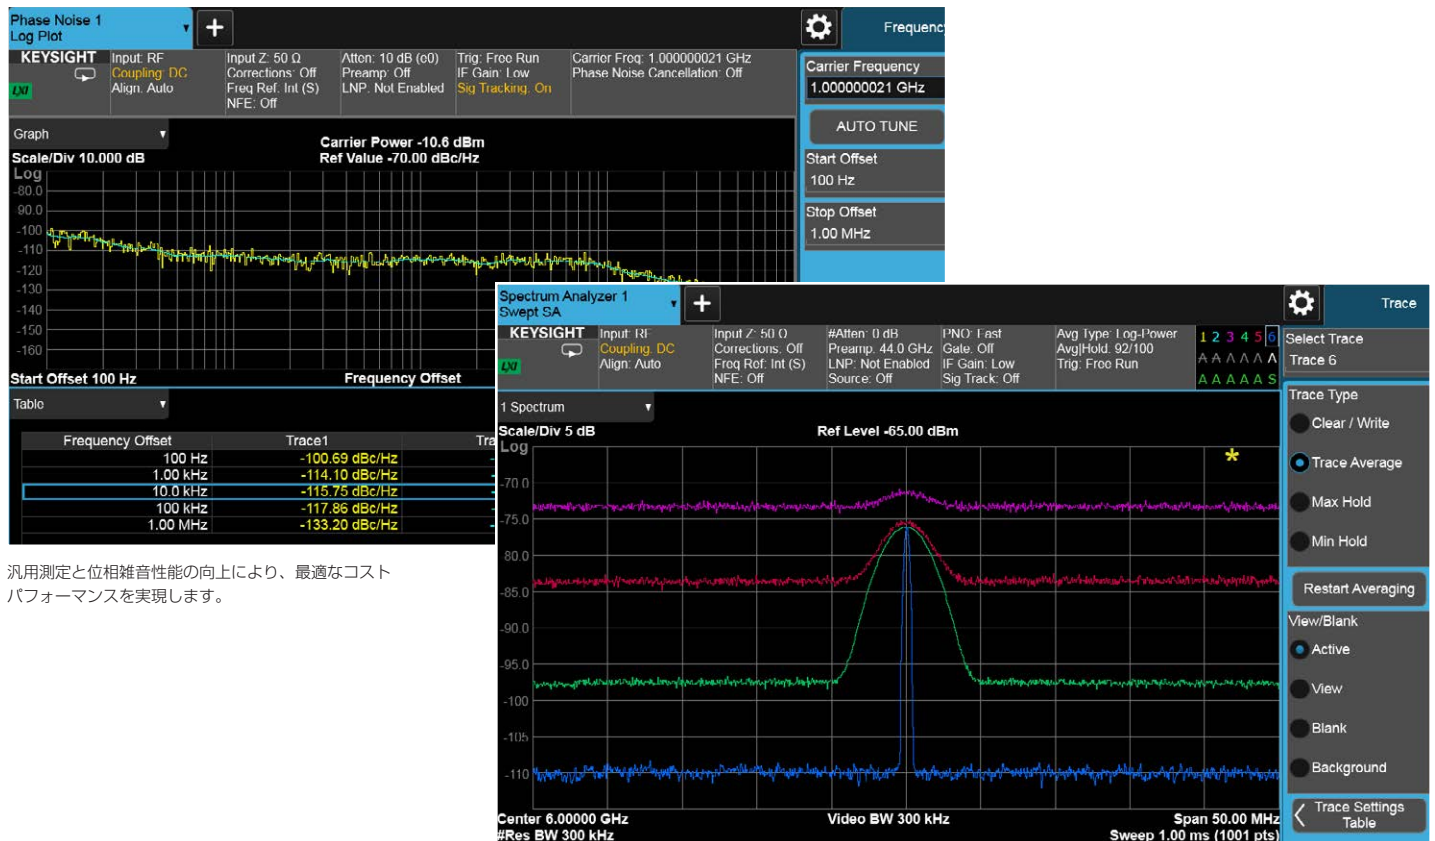 Phase Noise 1
Log Plot
+
Frequenc
KEYSIGHT
LXI
Input: RF
Coupling: DC
Align: Auto
Input Z: 50 Ω
Corrections: Off
Freq Ref: Int (S)
NFE: Off
Atten: 10 dB (e0)
Preamp: Off
LNP: Not Enabled
Trig: Free Run
IF Gain: Low
Sig Tracking: On
Carrier Freq: 1.000000021 GHz
Phase Noise Cancellation: Off
Carrier Frequency
1.000000021 GHz
AUTO TUNE
Start Offset
100 Hz
Stop Offset
1.00 MHz
Graph
Scale/Div 10.000 dB
Carrier Power -10.6 dBm
Ref Value -70.00 dBc/Hz
Log
-80.0
-90.0
-100
-110
-120
-130
-140
-150
-160
Start Offset 100 Hz
Frequency Offset
Table
Frequency Offset Trace1 Tra
100 Hz -100.69 dBc/Hz
1.00 kHz -114.10 dBc/Hz
10.0 kHz -115.75 dBc/Hz
100 kHz -117.86 dBc/Hz
1.00 MHz -133.20 dBc/Hz
汎用測定と位相雑音性能の向上により、最適なコスト
パフォーマンスを実現します。
Spectrum Analyzer 1
Swept SA
+
Trace
KEYSIGHT
LXI
Input: RF
Coupling: DC
Align: Auto
Input Z: 50 Ω
Corrections: Off
Freq Ref: Int (S)
NFE: Off
#Atten: 0 dB
Preamp: 44.0 GHz
LNP: Not Enabled
Source: Off
PNO: Fast
Gate: Off
IF Gain: Low
Sig Track: Off
Avg Type: Log-Power
Avg|Hold: 92/100
Trig: Free Run
1 2 3 4 5 6
A A A A A A
A A A A A S
Select Trace
Trace 6
Trace Type
Clear / Write
Trace Average
Max Hold
Min Hold
Restart Averaging
View/Blank
Active
View
Blank
Background
Trace Settings
Table
1 Spectrum
Scale/Div 5 dB
Ref Level -65.00 dBm
Log
*
-70.0
-75.0
-80.0
-85.0
-90.0
-95.0
-100
-105
-110
Center 6.00000 GHz
#Res BW 300 kHz
Video BW 300 kHz
Span 50.00 MHz
Sweep 1.00 ms (1001 pts)